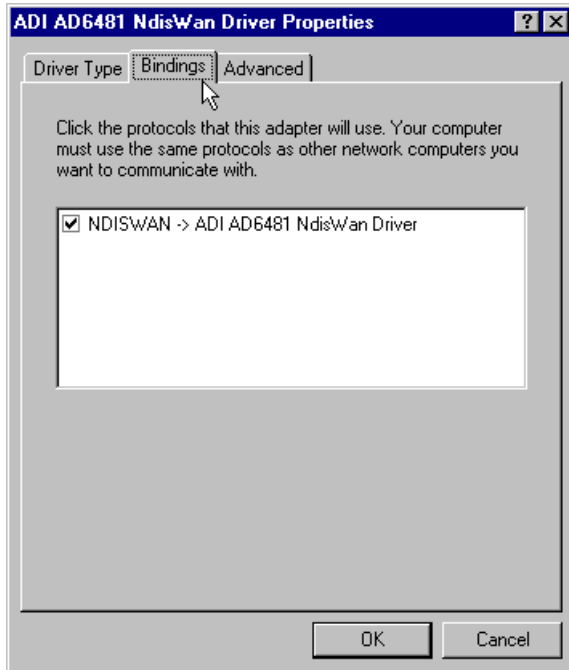 ADI AD6481 NdisWan Driver Properties
Driver Type Bindings Advanced
Click the protocols that this adapter will use. Your computer
must use the same protocols as other network computers you
want to communicate with.
NDISWAN -> ADI AD6481 NdisWan Driver
OK Cancel